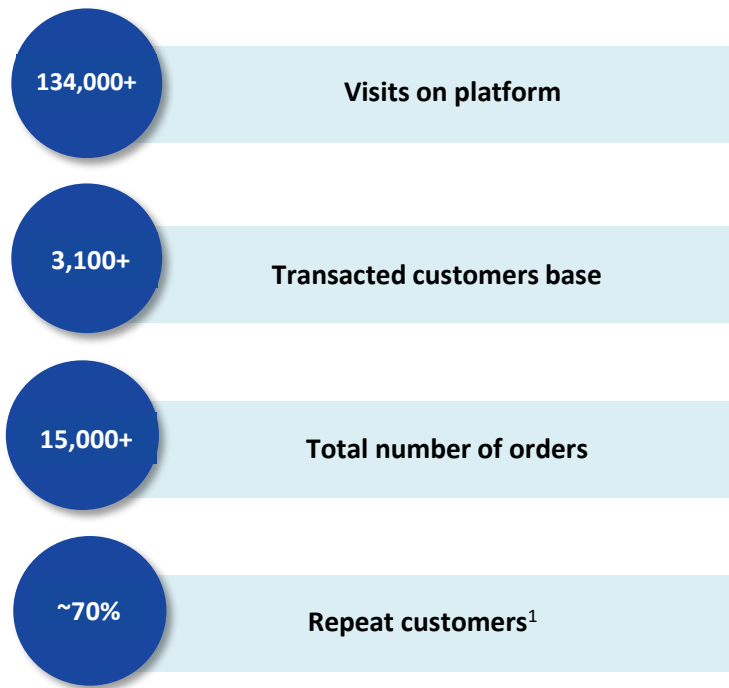 134,000+
Visits on platform
3,100+
Transacted customers base
15,000+
Total number of orders
~70%
Repeat customers¹